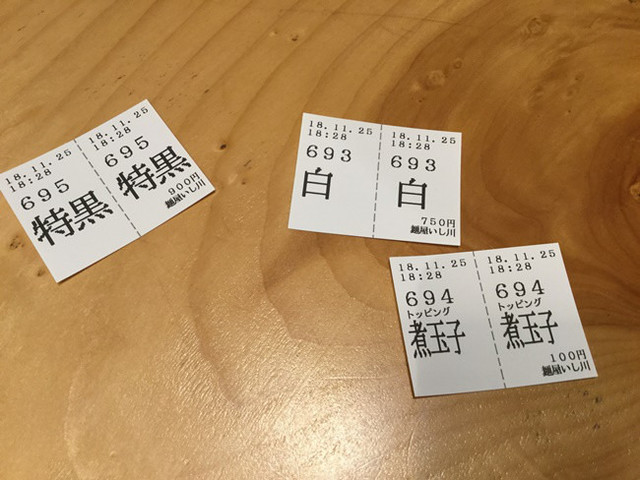 18.11.25
18:28
695
特黒
18.11.25
18:28
695
特黒
900円
麺屋いし川
18.11.25
18:28
693
白
18.11.25
18:28
693
白
750円
麺屋いし川
18.11.25
18:28
694
トッピング
煮玉子
18.11.25
18:28
694
トッピング
煮玉子
100円
麺屋いし川